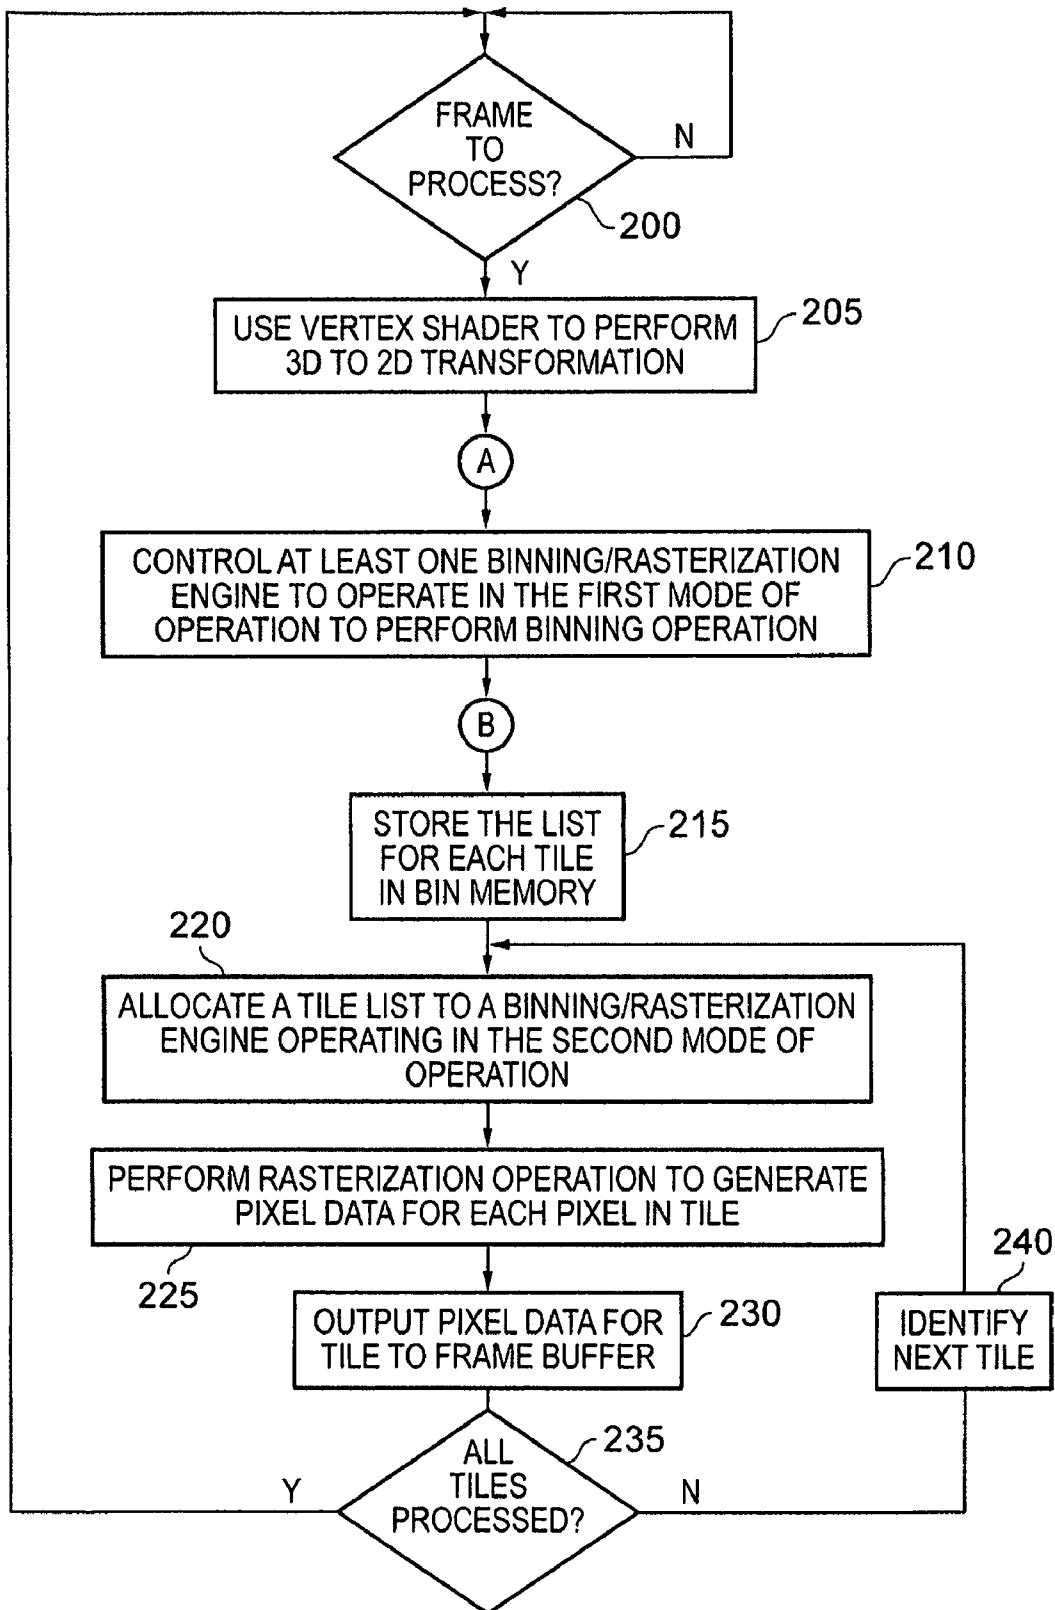 FRAME
TO
PROCESS?
N
200
Y
USE VERTEX SHADER TO PERFORM
3D TO 2D TRANSFORMATION
205
A
CONTROL AT LEAST ONE BINNING/RASTERIZATION
ENGINE TO OPERATE IN THE FIRST MODE OF
OPERATION TO PERFORM BINNING OPERATION
210
B
STORE THE LIST
FOR EACH TILE
IN BIN MEMORY
215
220
ALLOCATE A TILE LIST TO A BINNING/RASTERIZATION
ENGINE OPERATING IN THE SECOND MODE OF
OPERATION
PERFORM RASTERIZATION OPERATION TO GENERATE
PIXEL DATA FOR EACH PIXEL IN TILE
225
OUTPUT PIXEL DATA FOR
TILE TO FRAME BUFFER
230
240
IDENTIFY
NEXT TILE
ALL
TILES
PROCESSED?
235
Y
N